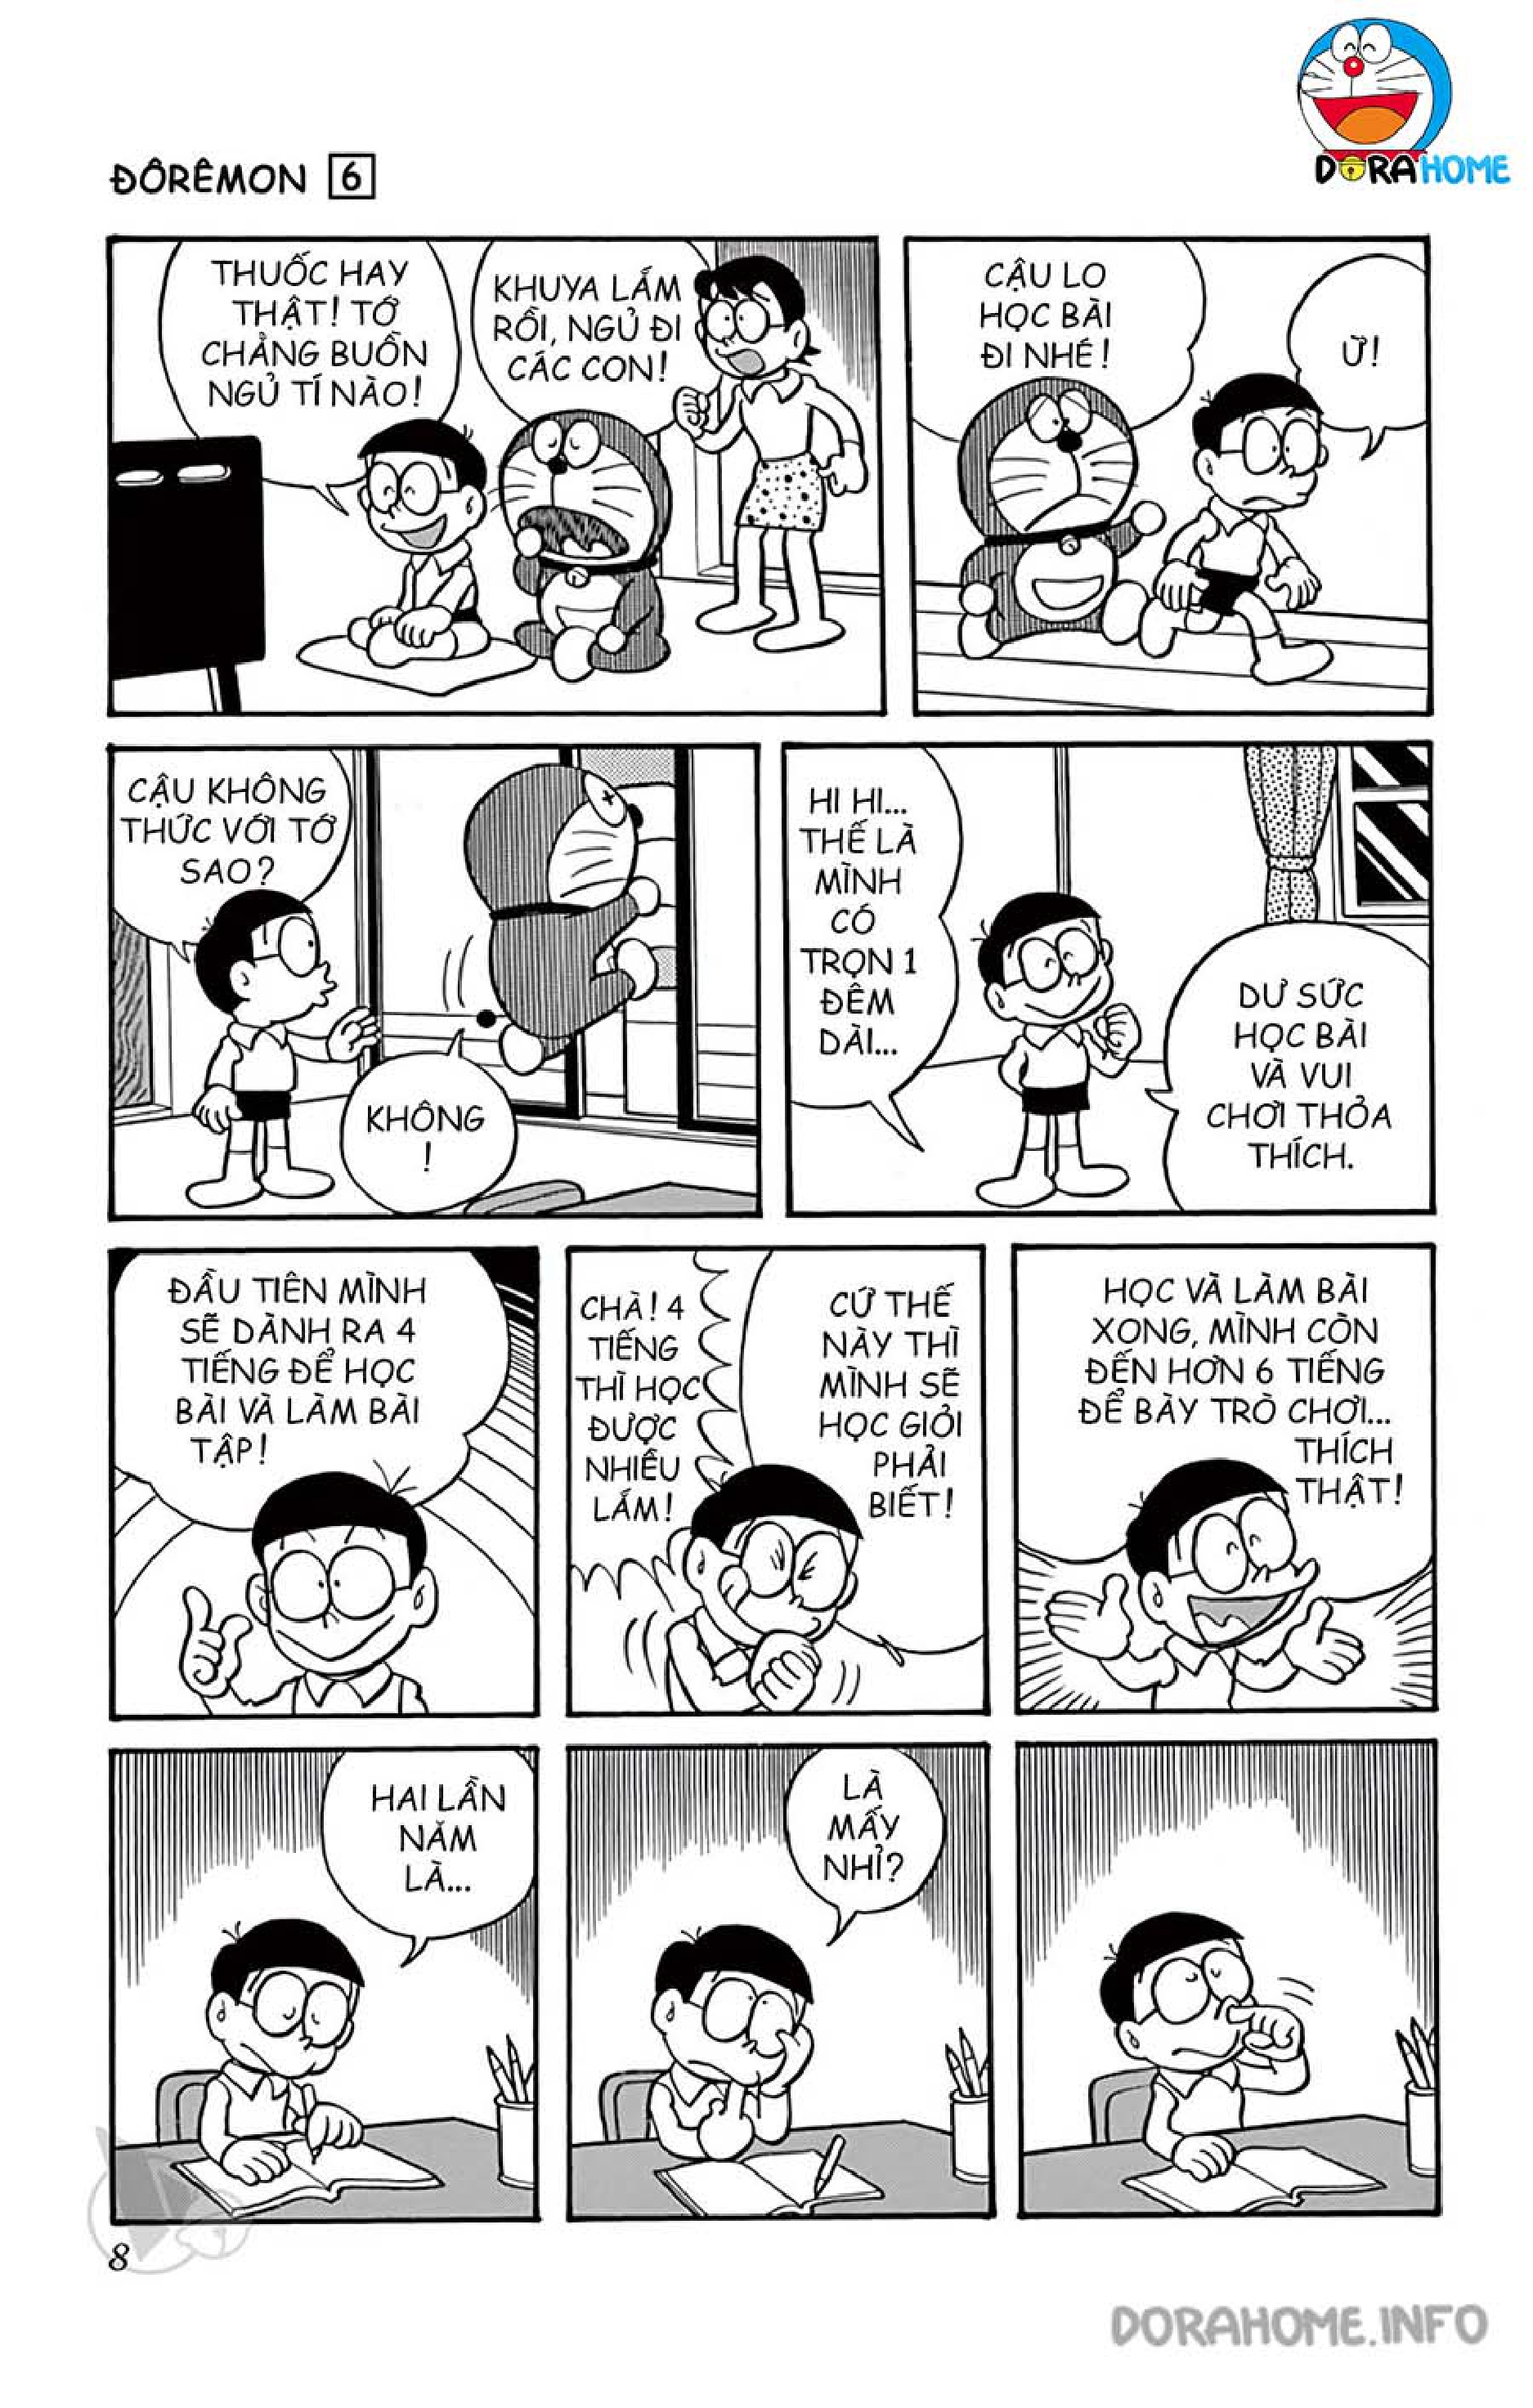 DORAHOME
ĐÔRÊMON 6
THUỐC HAY
THẬT! TỚ
CHẲNG BUỒN
NGỦ TÍ NÀO!
KHUYA LẮM
RỒI, NGỦ ĐI
CÁC CON!
CẬU LO
HỌC BÀI
ĐI NHÉ!
Ừ!
CẬU KHÔNG
THỨC VỚI TỚ
SAO?
KHÔNG
!
HI HI...
THẾ LÀ
MÌNH
CÓ
TRỌN 1
ĐÊM
DÀI...
DƯ SỨC
HỌC BÀI
VÀ VUI
CHƠI THỎA
THÍCH.
ĐẦU TIÊN MÌNH
SẼ DÀNH RA 4
TIẾNG ĐỂ HỌC
BÀI VÀ LÀM BÀI
TẬP!
CHÀ! 4
TIẾNG
THÌ HỌC
ĐƯỢC
NHIỀU
LẮM!
CỨ THẾ
NÀY THÌ
MÌNH SẼ
HỌC GIỎI
PHẢI
BIẾT!
HỌC VÀ LÀM BÀI
XONG, MÌNH CÒN
ĐẾN HƠN 6 TIẾNG
ĐỂ BÀY TRÒ CHƠI...
THÍCH
THẬT!
HAI LẦN
NĂM
LÀ...
LÀ
MẤY
NHỈ?
8
DORAHOME.INFO